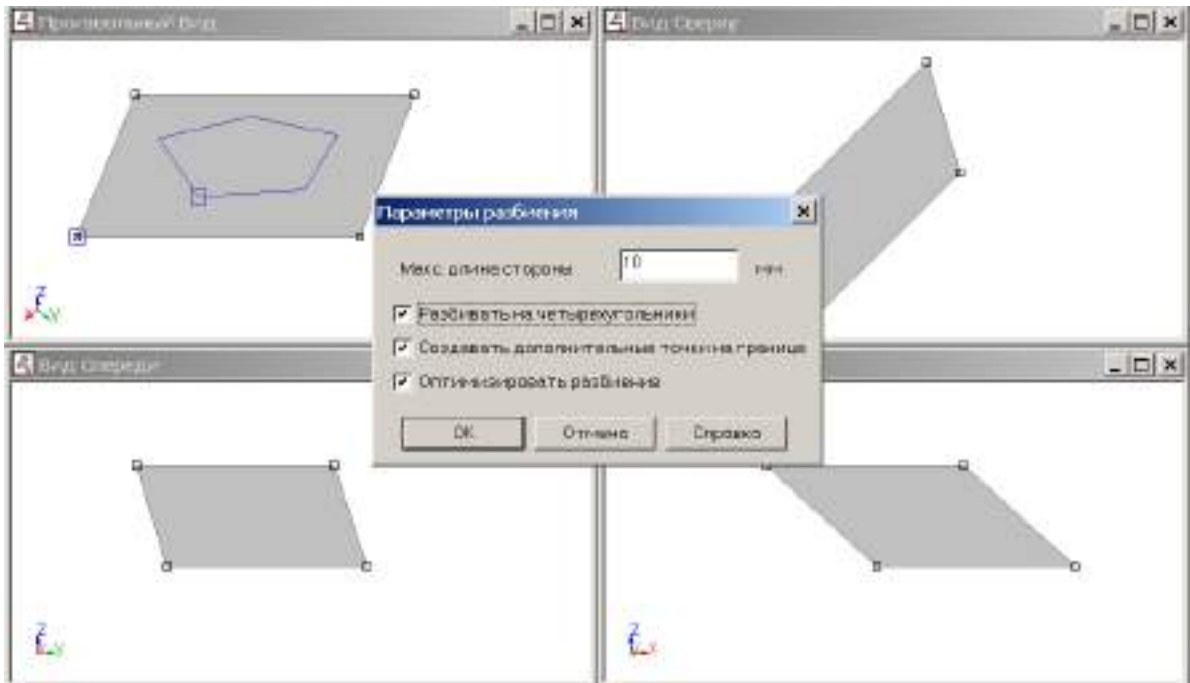 Произвольный Вид
Вид Сверху
Параметры разбиения
Макс. длина стороны
10
мм
Разбивать на четырехугольники
Создавать дополнительные точки на границе
Оптимизировать разбиение
OK
Отмена
Справка
Вид Спереди
Z
Y
Z
Y
Z
X